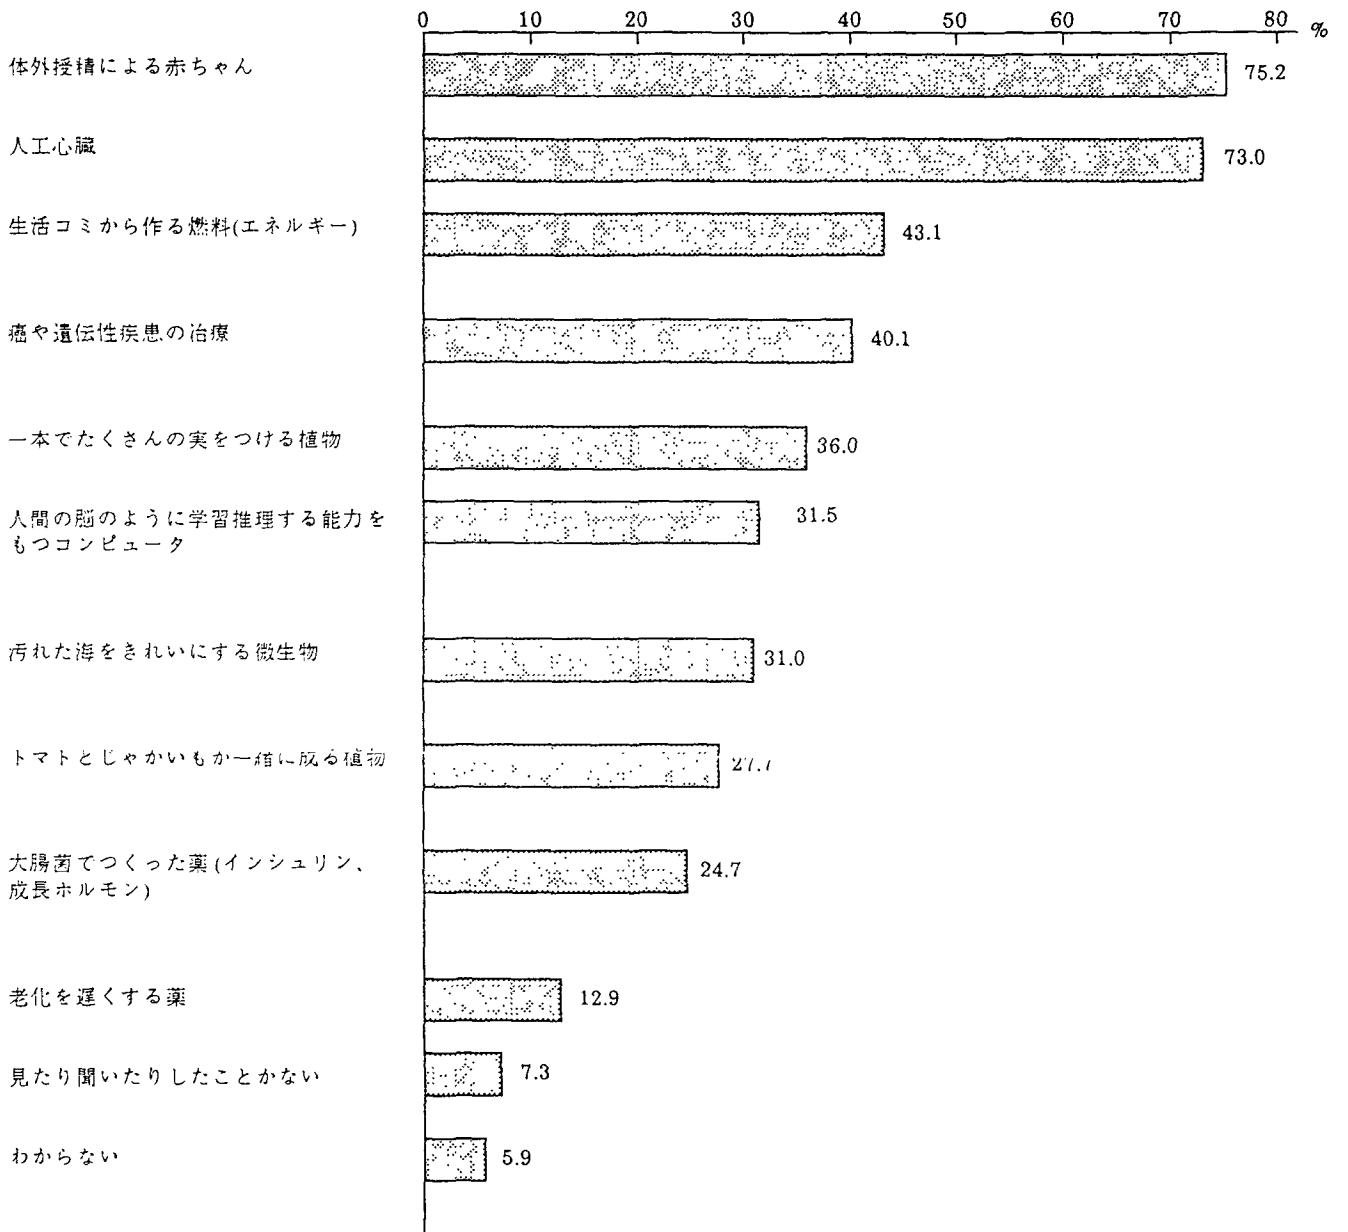 0 10 20 30 40 50 60 70 80 %
体外授精による赤ちゃん 75.2
人工心臓 73.0
生活コミから作る燃料(エネルギー) 43.1
癌や遺伝性疾患の治療 40.1
一本でたくさんの実をつける植物 36.0
人間の脳のように学習推理する能力を 31.5
もつコンピュータ
汚れた海をきれいにする微生物 31.0
トマトとじゃかいもか一緒に成る植物 27.7
大腸菌でつくった薬(インシュリン、 24.7
成長ホルモン)
老化を遅くする薬 12.9
見たり聞いたりしたことかない 7.3
わからない 5.9